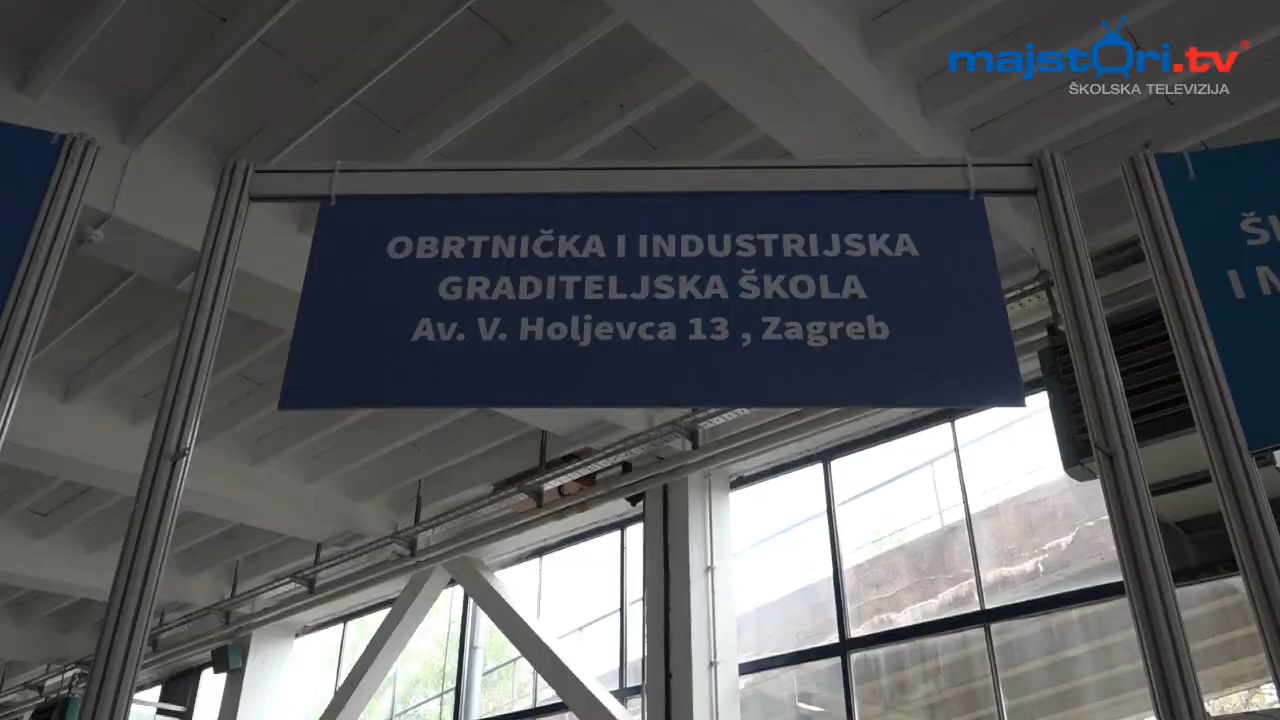 majstori.tv
ŠKOLSKA TELEVIZIJA
OBRTNIČKA I INDUSTRIJSKA
GRADITELJSKA ŠKOLA
Av. V. Holjevca 13 , Zagreb
I